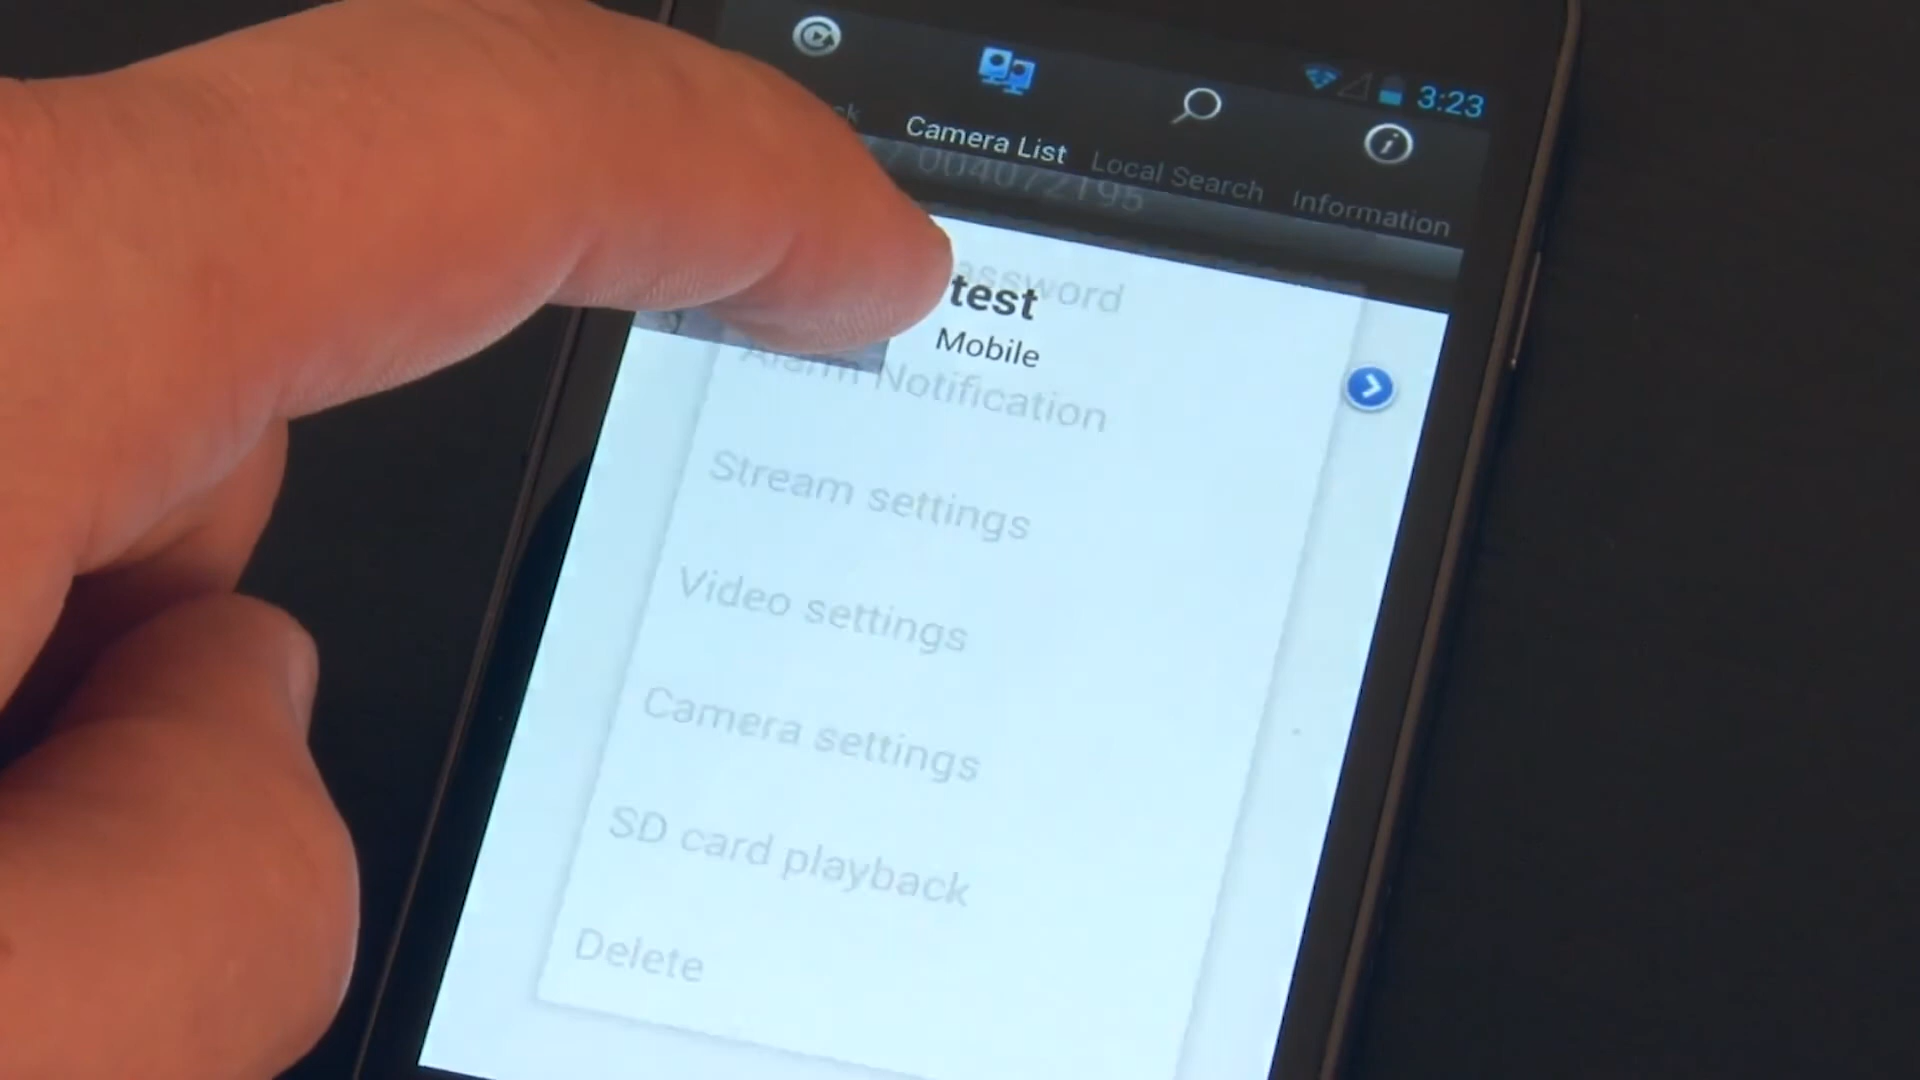 3:23
Camera List
Local Search
Information
004072195
test
Mobile
Alarm Notification
Stream settings
Video settings
Camera settings
SD card playback
Delete